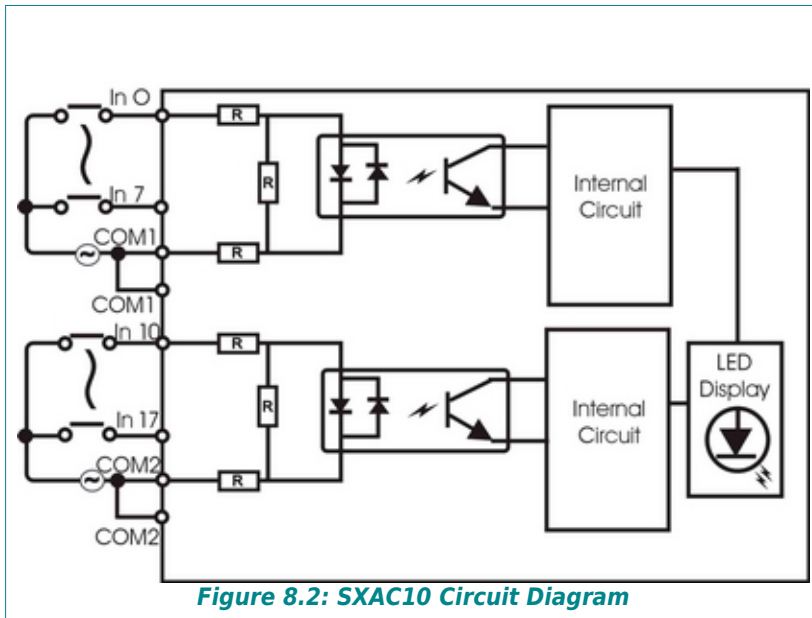 In O
R
R
R
In 7
COM1
COM1
Internal
Circuit
In 10
R
R
R
In 17
COM2
COM2
Internal
Circuit
LED
Display
Figure 8.2: SXAC10 Circuit Diagram